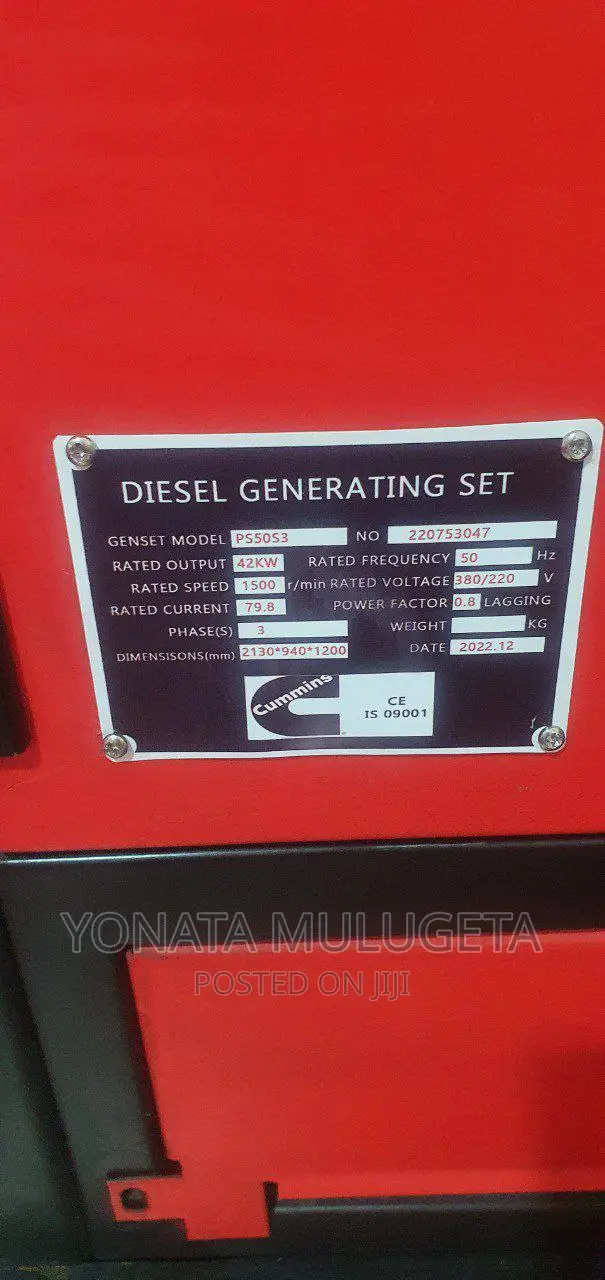 DIESEL GENERATING SET
GENSET MODEL PS50S3 NO 220753047
RATED OUTPUT 42KW RATED FREQUENCY 50 Hz
RATED SPEED 1500 r/min RATED VOLTAGE 380/220 V
RATED CURRENT 79.8 POWER FACTOR 0.8 LAGGING
PHASE(S) 3 WEIGHT KG
DIMENSISONS(mm) 2130*940*1200 DATE 2022.12
Cummins
CE
IS 09001
YONATA MULUGETA
POSTED ON JIJI